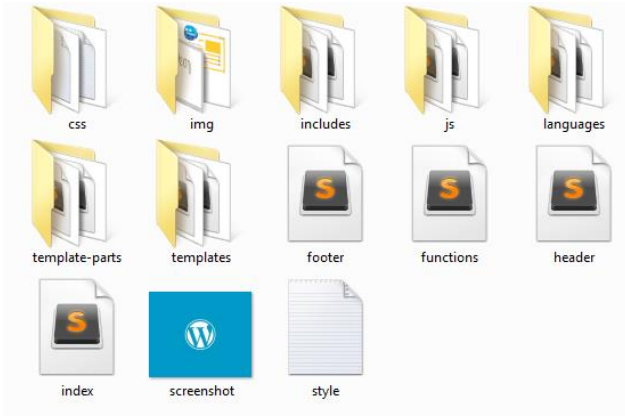 css
img
includes
js
languages
template-parts
templates
footer
functions
header
index
screenshot
style